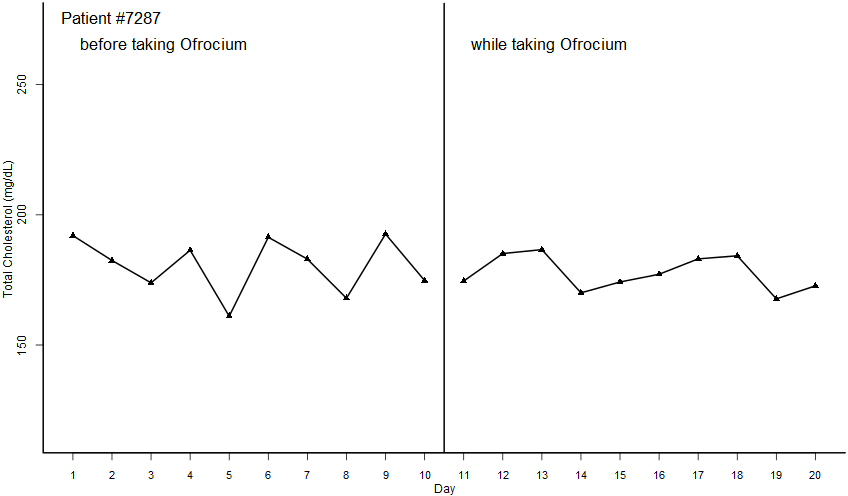 Patient #7287
before taking Ofrocium
while taking Ofrocium
Total Cholesterol (mg/dL)
250
200
150
1 2 3 4 5 6 7 8 9 10 11 12 13 14 15 16 17 18 19 20
Day